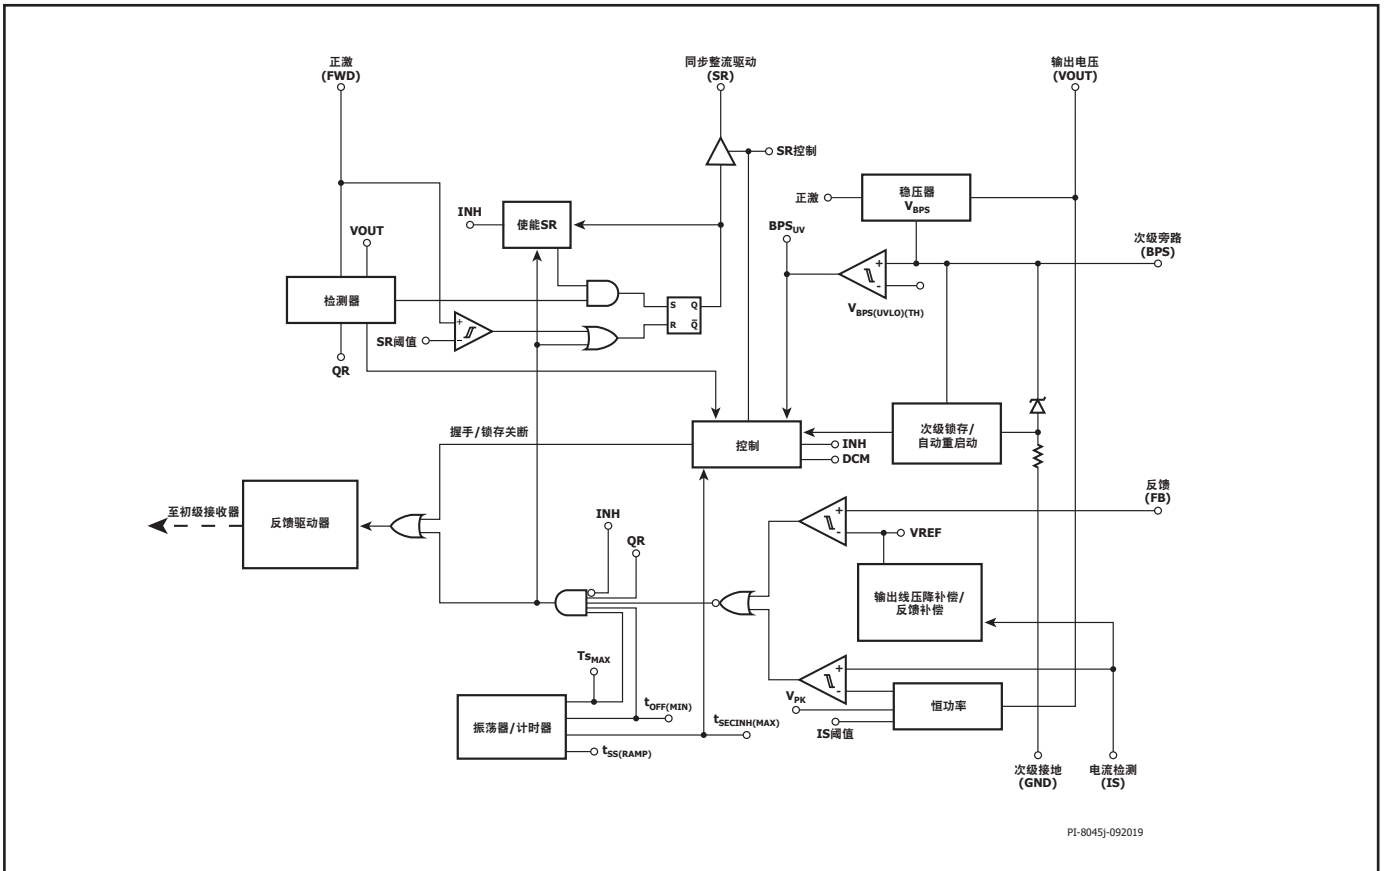 正激
(FWD)
同步整流驱动
(SR)
输出电压
(VOUT)
SR控制
正激
稳压器
VBPS
INH
使能SR
VOUT
BPSUV
次级旁路
(BPS)
+
-
VBPS(UVLO)(TH)
检测器
S Q
R Q̅
+
−
SR阈值
QR
握手/锁存关断
控制
INH
DCM
次级锁存/
自动重启动
至初级接收器
反馈驱动器
INH
QR
+
-
反馈
(FB)
VREF
输出线压降补偿/
反馈补偿
TsMAX
振荡器/计时器
tOFF(MIN)
tSECINH(MAX)
tSS(RAMP)
+
-
VPK
IS阈值
恒功率
次级接地
(GND)
电流检测
(IS)
PI-8045j-092019